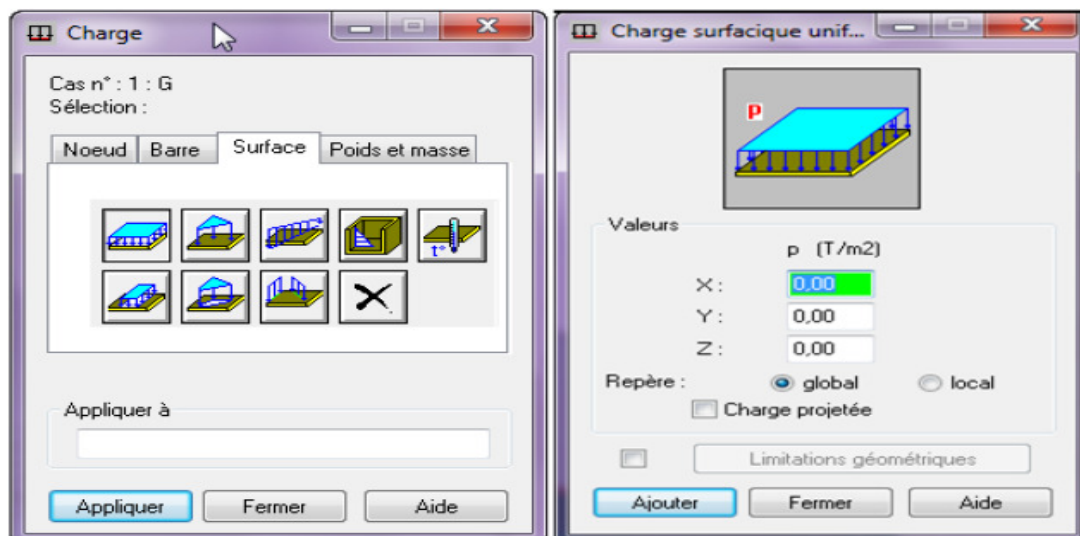 Charge
Cas n° : 1 : G
Sélection :
Noeud Barre Surface Poids et masse
t°
Appliquer à
Appliquer Fermer Aide
Charge surfacique unif...
P
Valeurs
p (T/m2)
X : 0,00
Y : 0,00
Z : 0,00
Repère : global local
Charge projetée
Limitations géométriques
Ajouter Fermer Aide